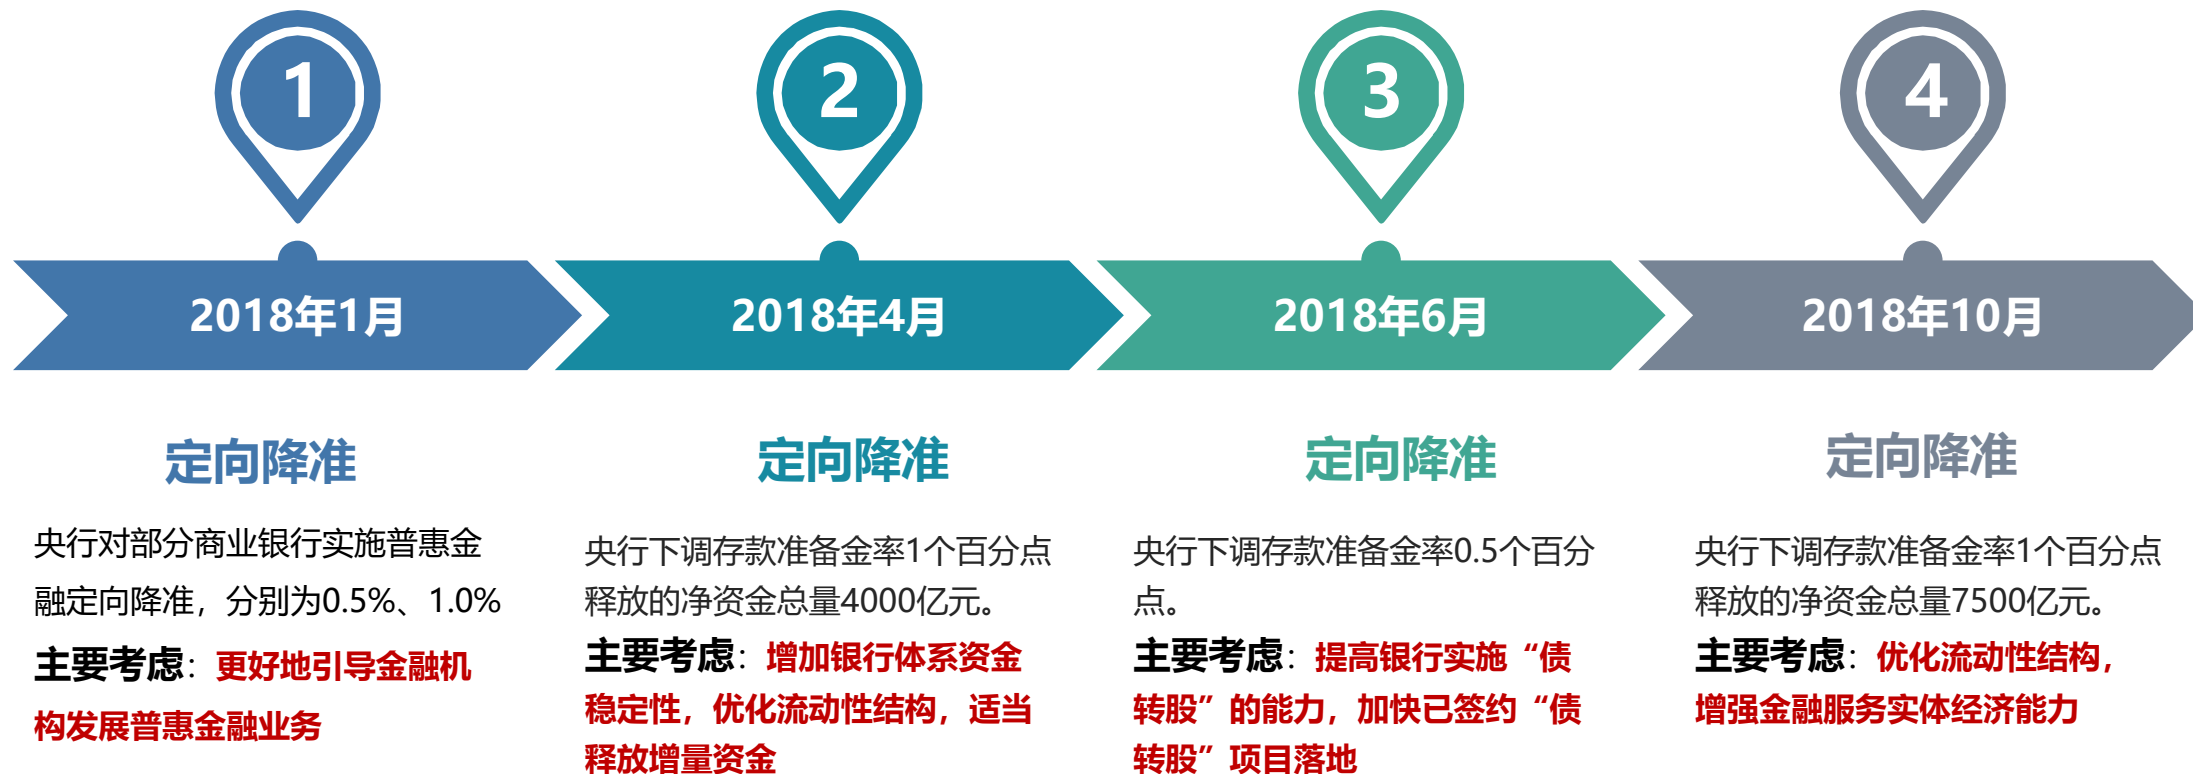 1
2
3
4
2018年1月
2018年4月
2018年6月
2018年10月
定向降准
央行对部分商业银行实施普惠金
融定向降准，分别为0.5%、1.0%
主要考虑：更好地引导金融机
构发展普惠金融业务
定向降准
央行下调存款准备金率1个百分点
释放的净资金总量4000亿元。
主要考虑：增加银行体系资金
稳定性，优化流动性结构，适当
释放增量资金
定向降准
央行下调存款准备金率0.5个百分
点。
主要考虑：提高银行实施“债
转股”的能力，加快已签约“债
转股”项目落地
定向降准
央行下调存款准备金率1个百分点
释放的净资金总量7500亿元。
主要考虑：优化流动性结构，
增强金融服务实体经济能力